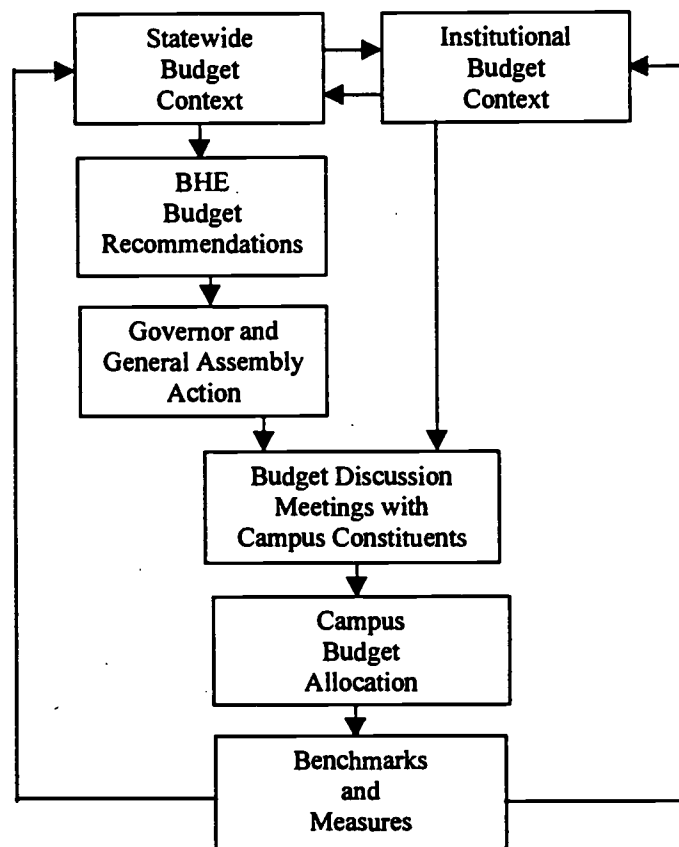 Statewide
Budget
Context
Institutional
Budget
Context
BHE
Budget
Recommendations
Governor and
General Assembly
Action
Budget Discussion
Meetings with
Campus Constituents
Campus
Budget
Allocation
Benchmarks
and
Measures